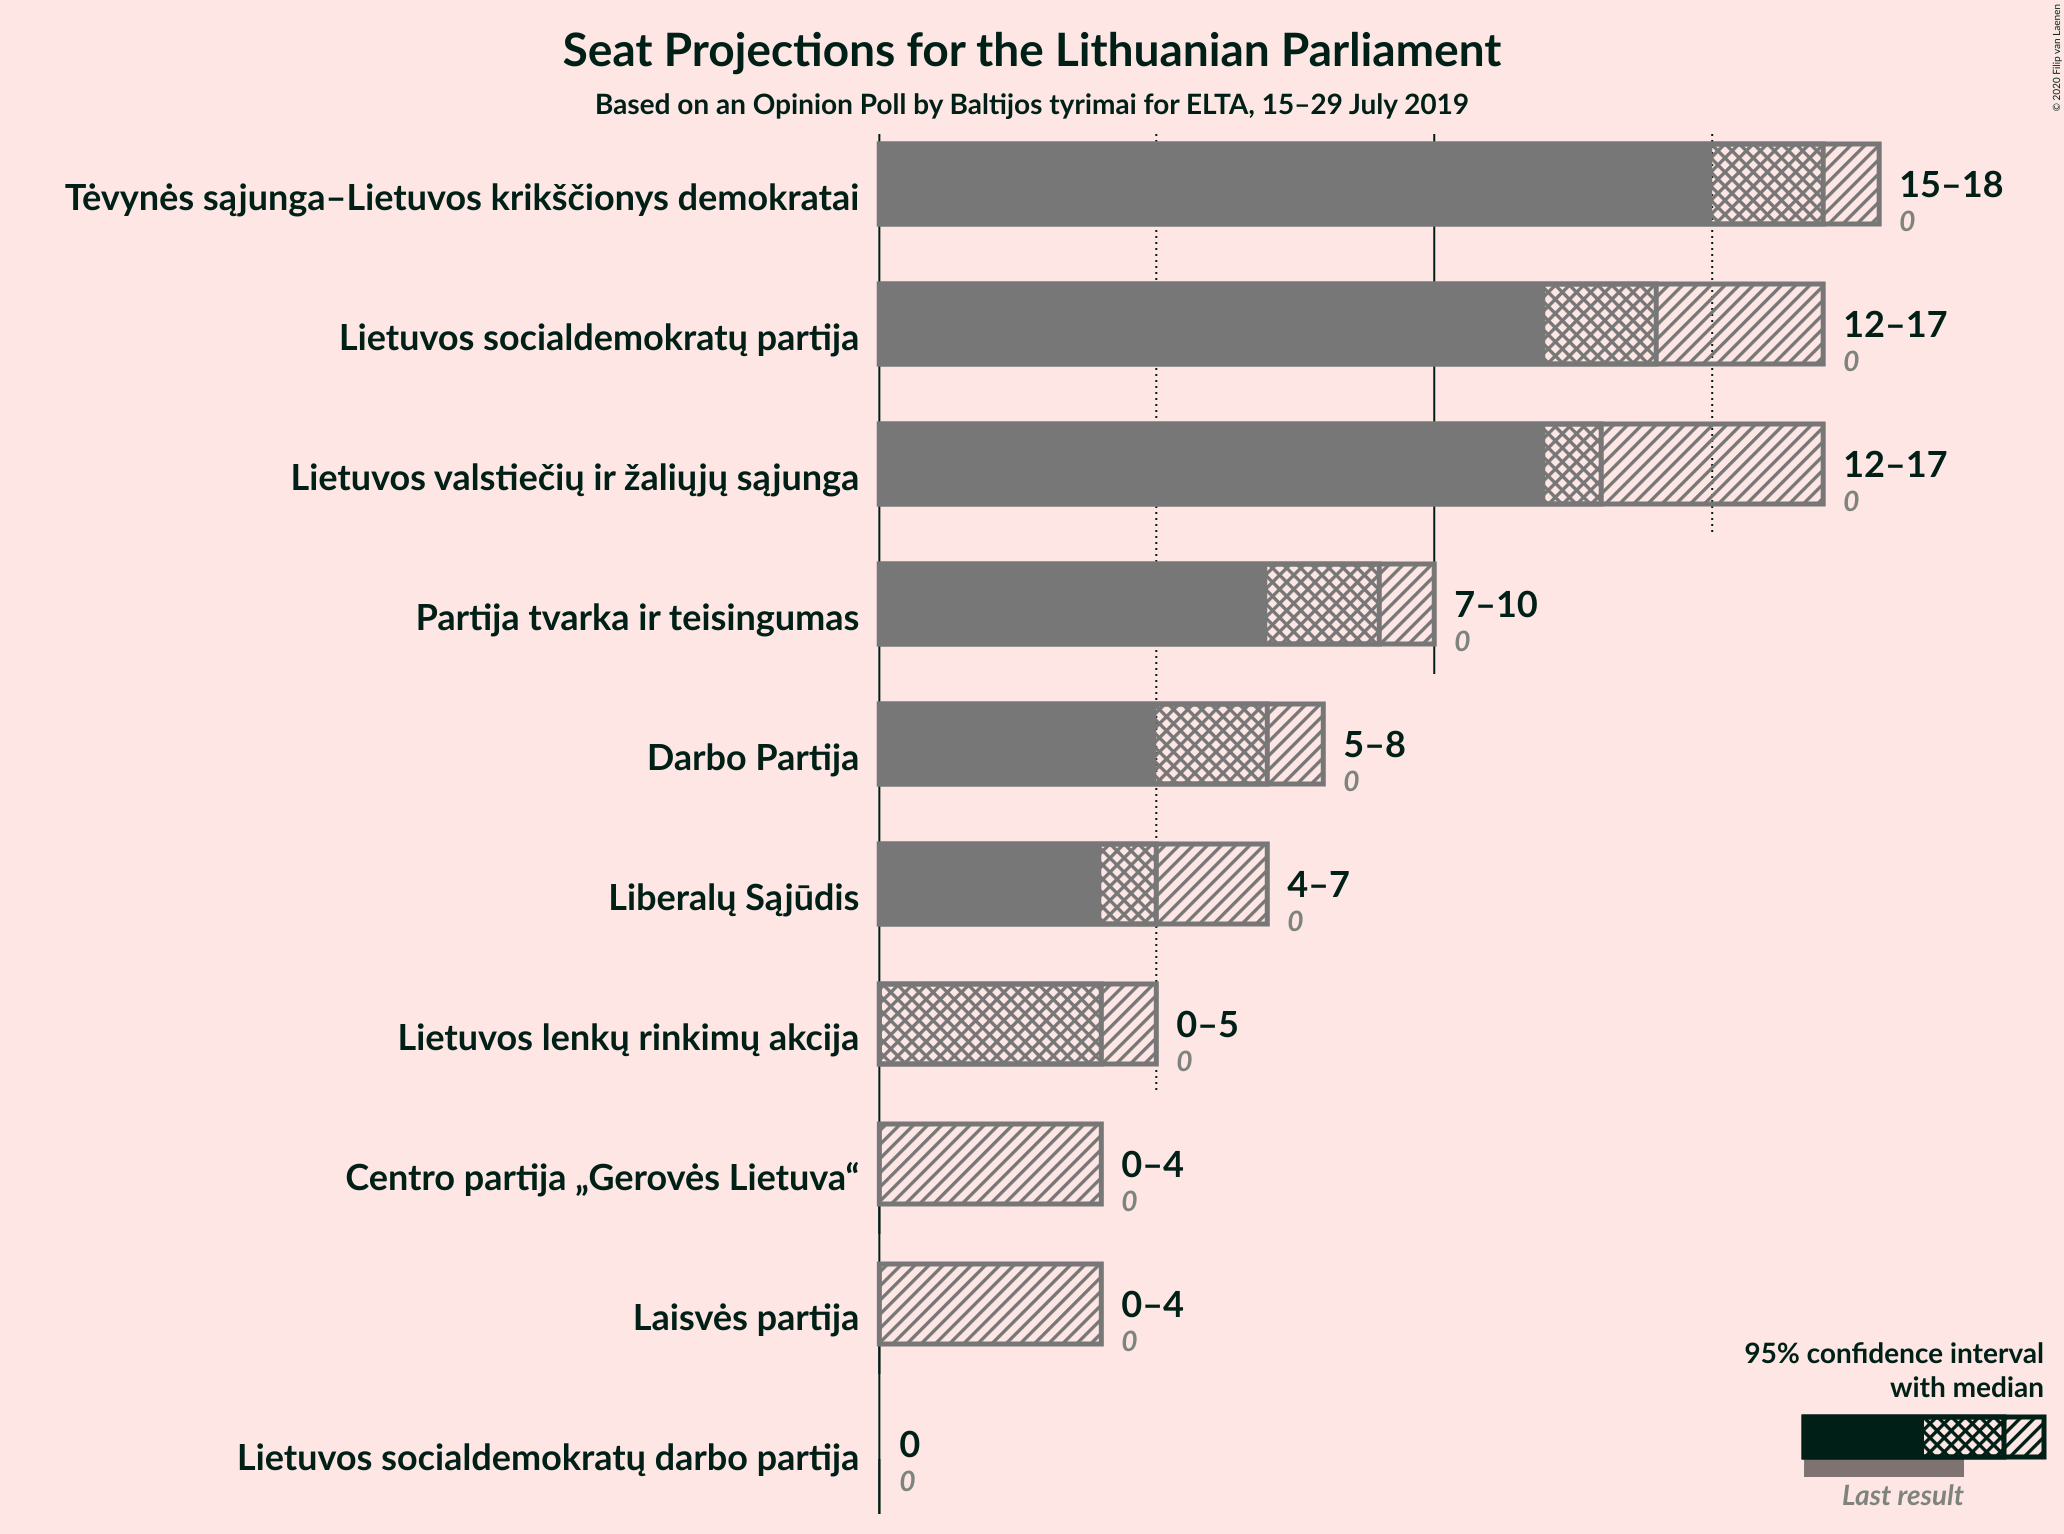 Seat Projections for the Lithuanian Parliament
Based on an Opinion Poll by Baltijos tyrimai for ELTA, 15–29 July 2019
© 2020 Filip van Laenen
Tėvynės sąjunga–Lietuvos krikščionys demokratai
15–18
0
Lietuvos socialdemokratų partija
12–17
0
Lietuvos valstiečių ir žaliųjų sąjunga
12–17
0
Partija tvarka ir teisingumas
7–10
0
Darbo Partija
5–8
0
Liberalų Sąjūdis
4–7
0
Lietuvos lenkų rinkimų akcija
0–5
0
Centro partija „Gerovės Lietuva“
0–4
0
Laisvės partija
0–4
0
Lietuvos socialdemokratų darbo partija
0
0
95% confidence interval
with median
Last result